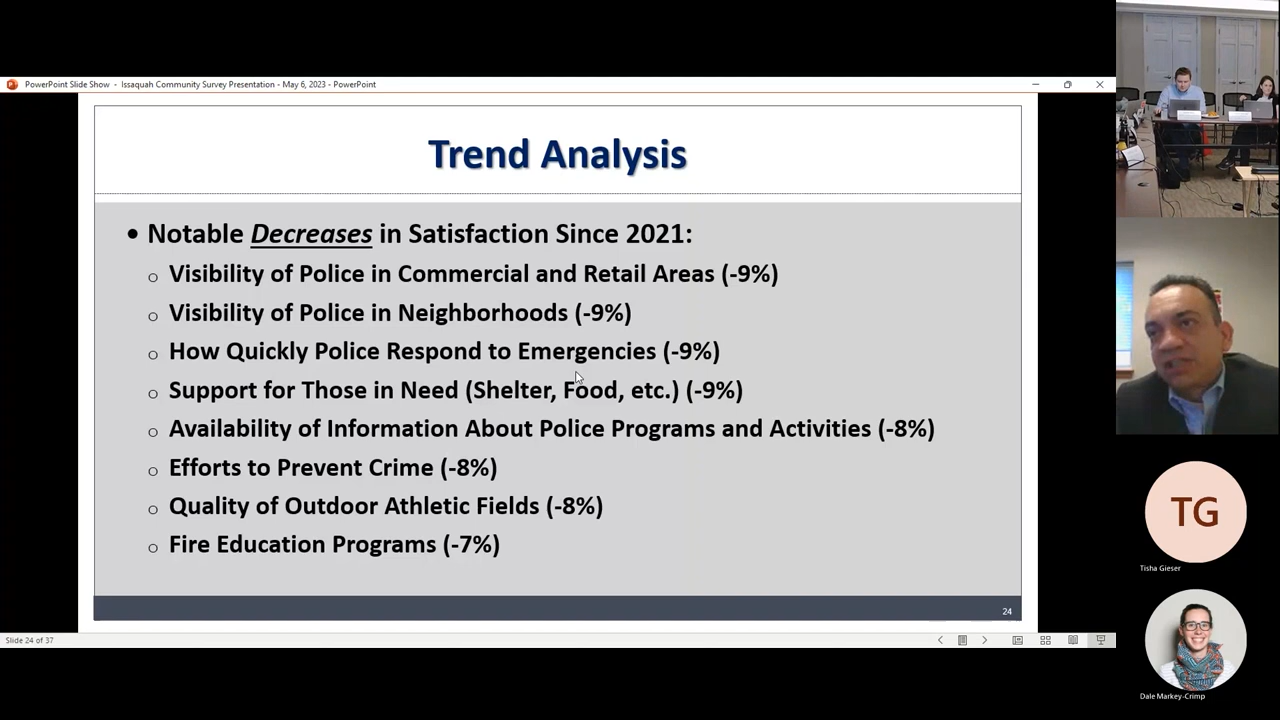 PowerPoint Slide Show - Issaquah Community Survey Presentation - May 6, 2023 - PowerPoint
Trend Analysis
• Notable Decreases in Satisfaction Since 2021:
o Visibility of Police in Commercial and Retail Areas (-9%)
o Visibility of Police in Neighborhoods (-9%)
o How Quickly Police Respond to Emergencies (-9%)
o Support for Those in Need (Shelter, Food, etc.) (-9%)
o Availability of Information About Police Programs and Activities (-8%)
o Efforts to Prevent Crime (-8%)
o Quality of Outdoor Athletic Fields (-8%)
o Fire Education Programs (-7%)
24
Slide 24 of 37
TG
Tisha Gieser
Dale Markey-Crimp